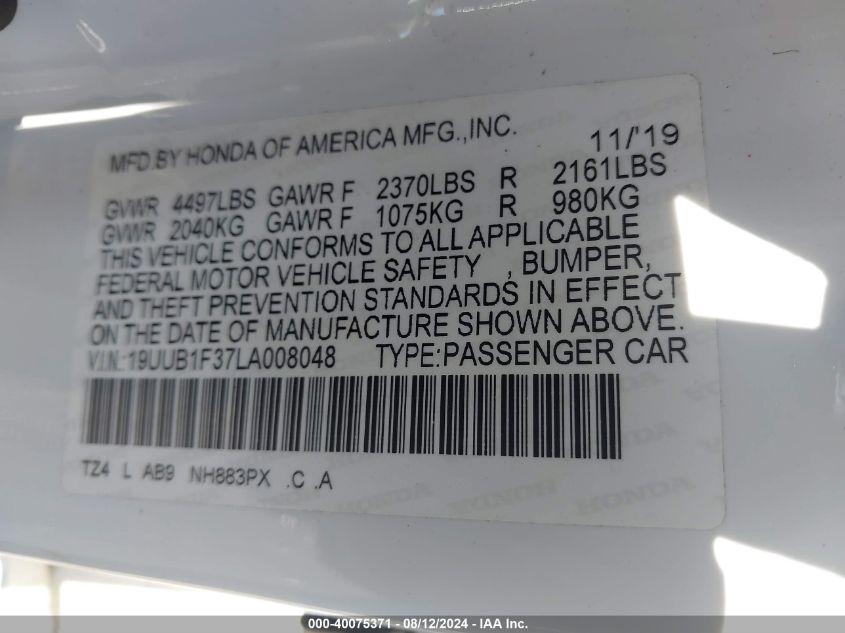 MFD.BY HONDA OF AMERICA MFG.,INC. 11/'19
GVWR 4497LBS GAWR F 2370LBS R 2161LBS
GVWR 2040KG GAWR F 1075KG R 980KG
THIS VEHICLE CONFORMS TO ALL APPLICABLE
FEDERAL MOTOR VEHICLE SAFETY , BUMPER,
AND THEFT PREVENTION STANDARDS IN EFFECT
ON THE DATE OF MANUFACTURE SHOWN ABOVE.
V.I.N.:19UUB1F37LA008048 TYPE:PASSENGER CAR
TZ4 L AB9 NH883PX .C .A
HONDA HONDA HONDA
000-40075371 - 08/12/2024 - IAA Inc.